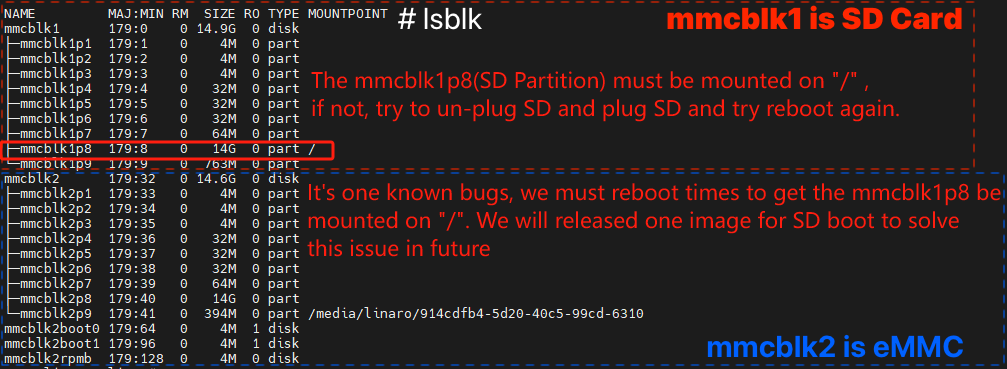 NAME MAJ:MIN RM SIZE RO TYPE MOUNTPOINT
# lsblk
mmcblk1 is SD Card
mmcblk1 179:0 0 14.9G 0 disk
├─mmcblk1p1 179:1 0 4M 0 part
├─mmcblk1p2 179:2 0 4M 0 part
├─mmcblk1p3 179:3 0 4M 0 part
├─mmcblk1p4 179:4 0 32M 0 part
├─mmcblk1p5 179:5 0 32M 0 part
├─mmcblk1p6 179:6 0 32M 0 part
├─mmcblk1p7 179:7 0 64M 0 part
├─mmcblk1p8 179:8 0 14G 0 part /
└─mmcblk1p9 179:9 0 763M 0 part
The mmcblk1p8(SD Partition) must be mounted on "/" ,
if not, try to un-plug SD and plug SD and try reboot again.
mmcblk2 179:32 0 14.6G 0 disk
├─mmcblk2p1 179:33 0 4M 0 part
├─mmcblk2p2 179:34 0 4M 0 part
├─mmcblk2p3 179:35 0 4M 0 part
├─mmcblk2p4 179:36 0 32M 0 part
├─mmcblk2p5 179:37 0 32M 0 part
├─mmcblk2p6 179:38 0 32M 0 part
├─mmcblk2p7 179:39 0 64M 0 part
├─mmcblk2p8 179:40 0 14G 0 part
└─mmcblk2p9 179:41 0 394M 0 part /media/linaro/914cdfb4-5d20-40c5-99cd-6310
mmcblk2boot0 179:64 0 4M 1 disk
mmcblk2boot1 179:96 0 4M 1 disk
mmcblk2rpmb 179:128 0 4M 0 disk
It's one known bugs, we must reboot times to get the mmcblk1p8 be
mounted on "/". We will released one image for SD boot to solve
this issue in future
mmcblk2 is eMMC